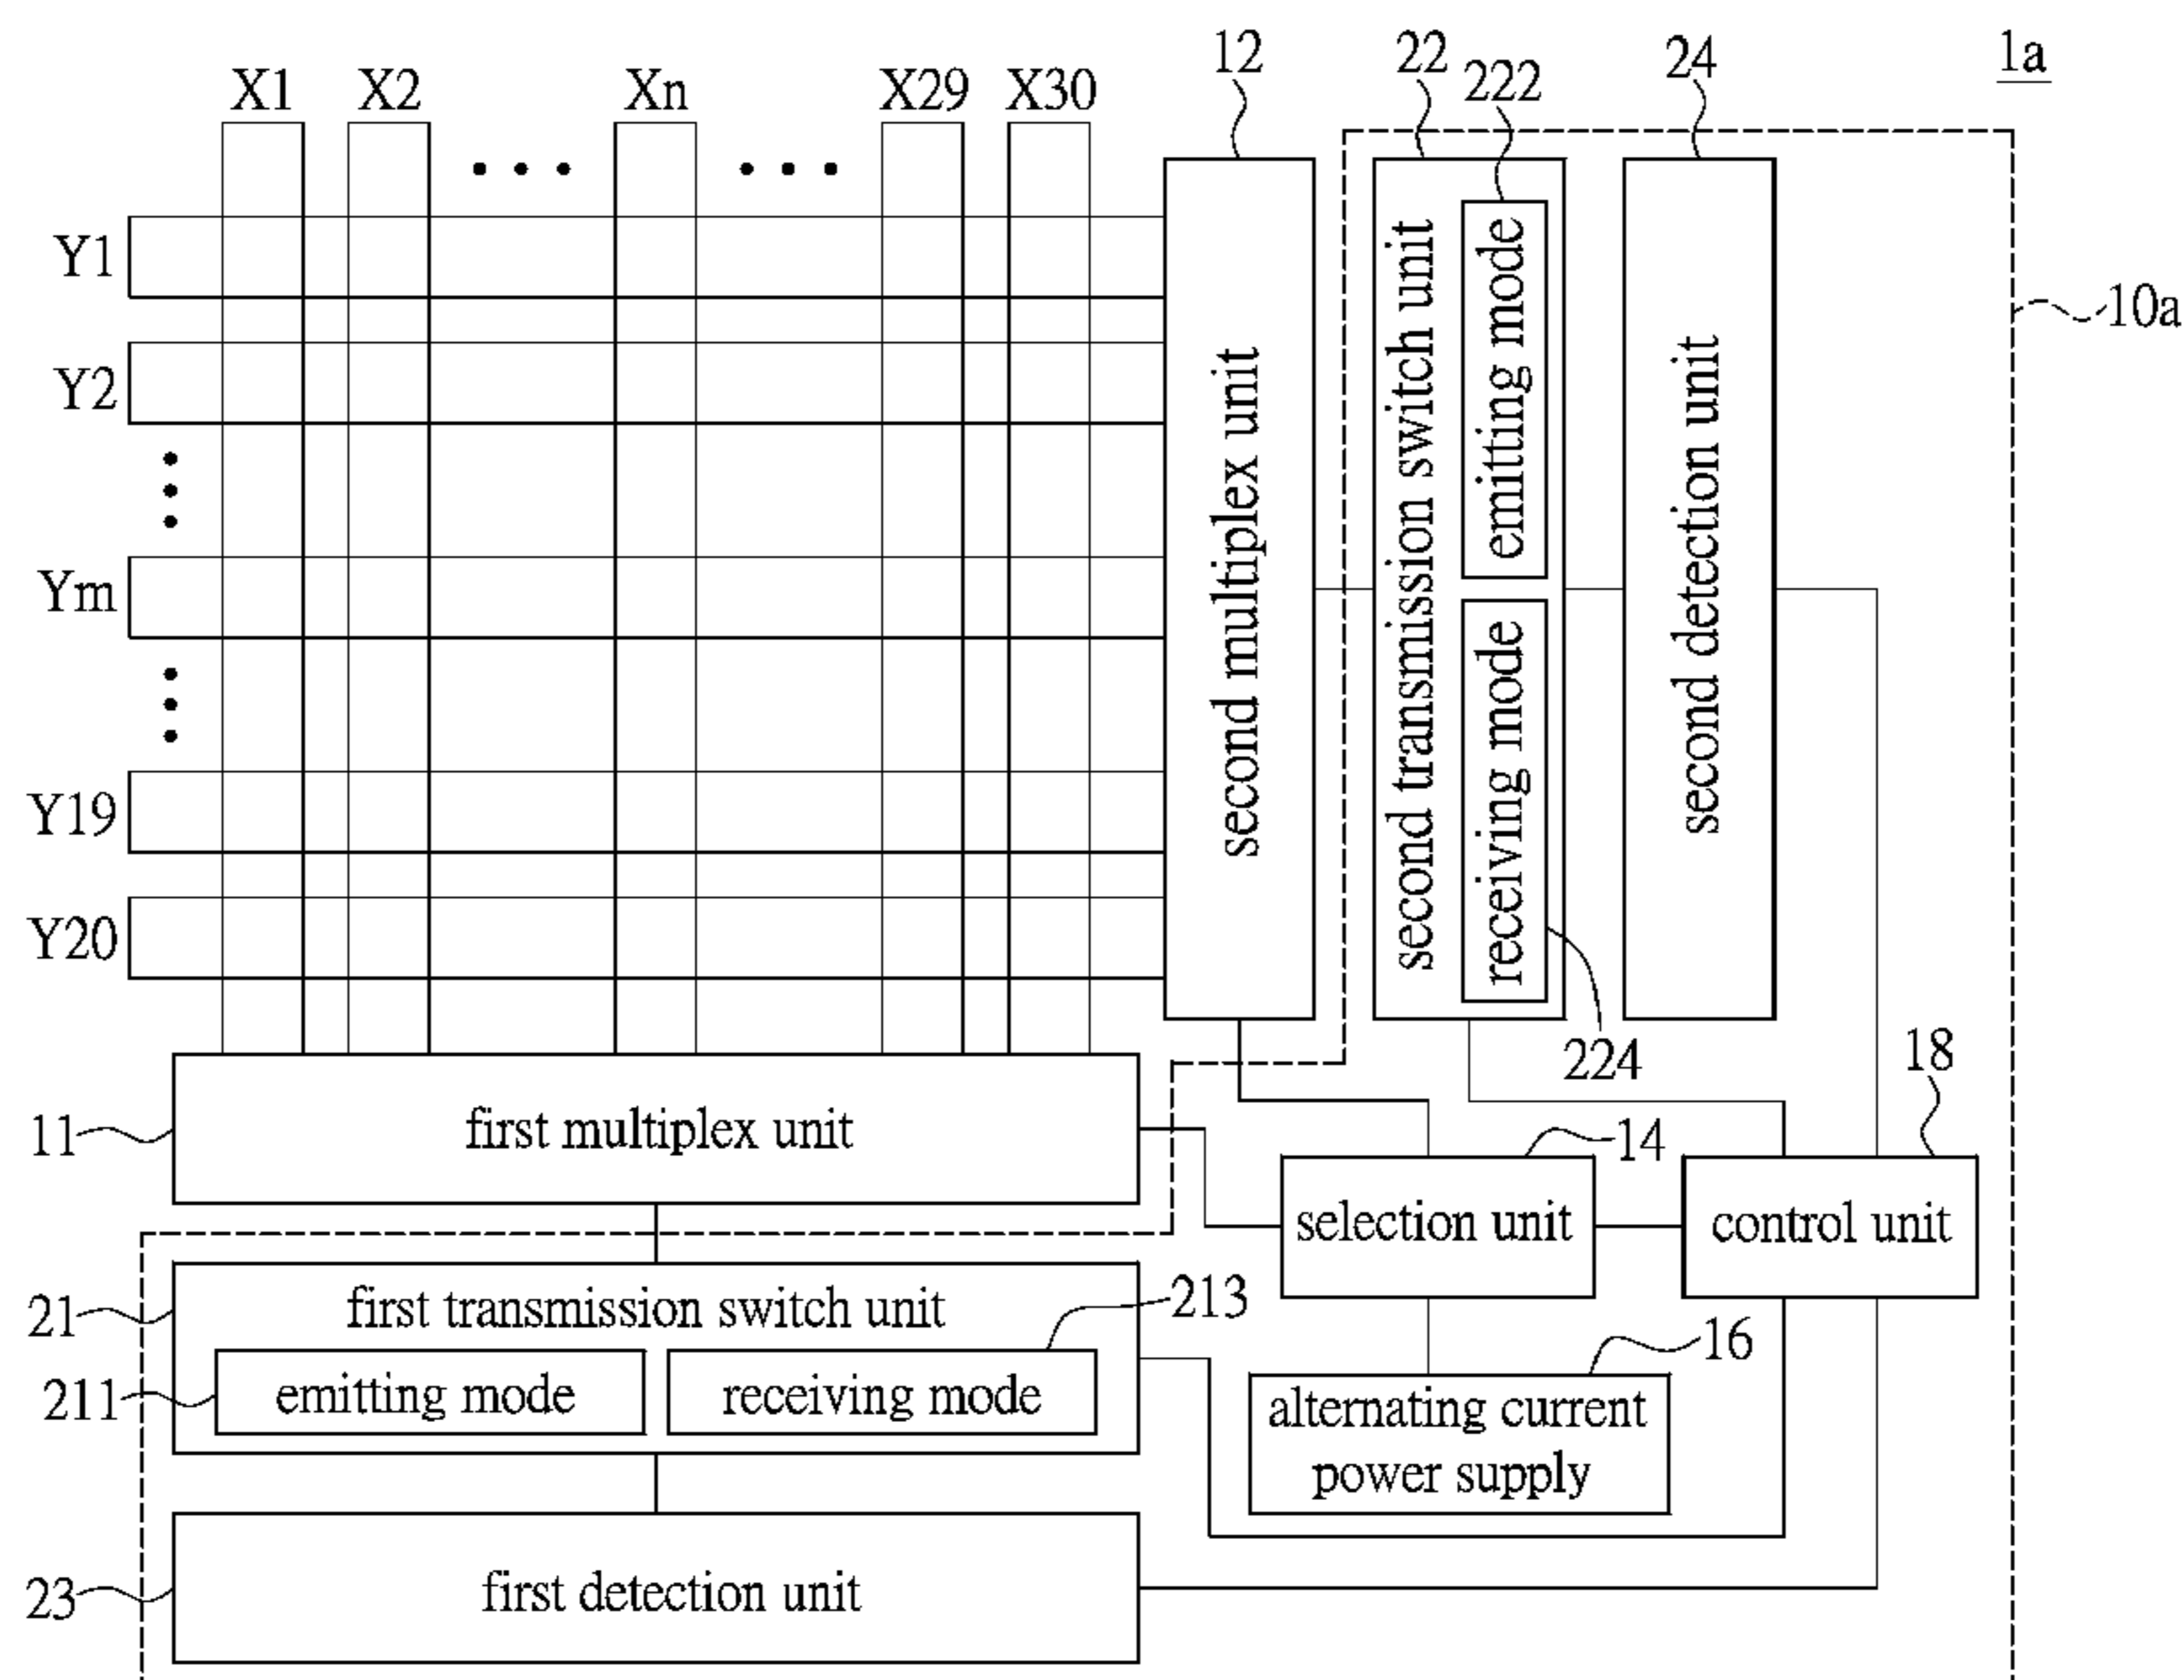 12
22
222
24
1a
X1
X2
Xn
X29
X30
Y1
Y2
Ym
Y19
Y20
10a
second multiplex unit
second transmission switch unit
emitting mode
receiving mode
second detection unit
224
18
11
first multiplex unit
14
selection unit
control unit
21
first transmission switch unit
213
211
emitting mode
receiving mode
16
alternating current
power supply
23
first detection unit